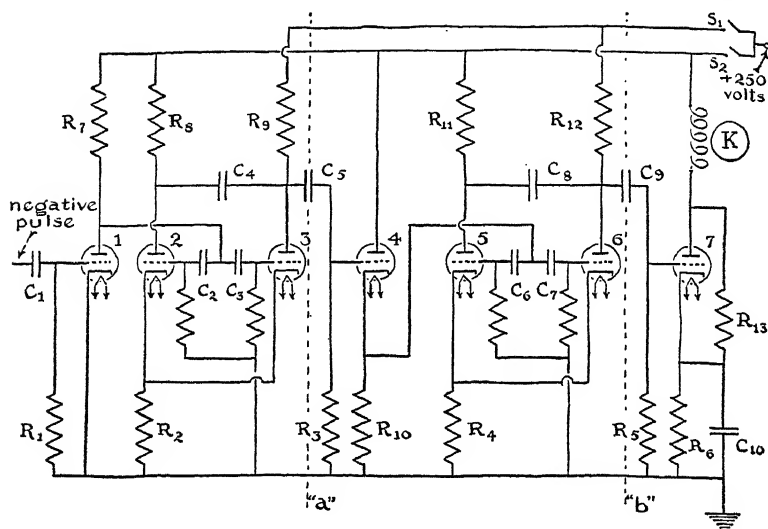 S₁
S₂
+250
volts
R₇
R₈
R₉
R₁₁
R₁₂
K
C₄
C₅
C₈
C₉
negative
pulse
1
2
3
4
5
6
7
C₁
C₂
C₃
C₆
C₇
R₁₃
R₁
R₂
R₃
R₁₀
R₄
R₅
R₆
C₁₀
"a"
"b"